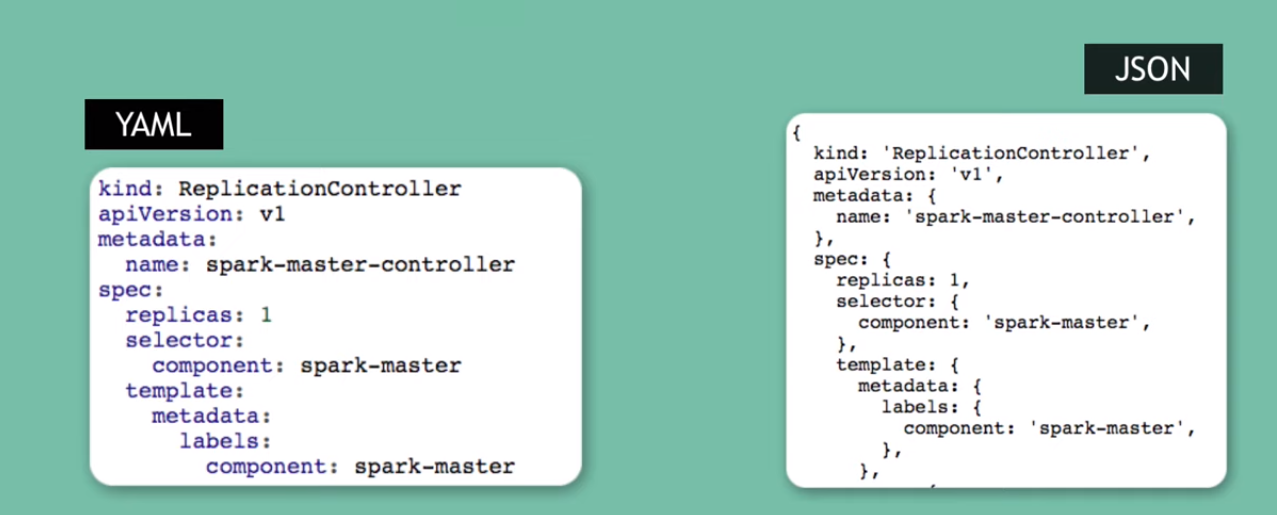 YAML
kind: ReplicationController
apiVersion: v1
metadata:
  name: spark-master-controller
spec:
  replicas: 1
  selector:
    component: spark-master
  template:
    metadata:
      labels:
        component: spark-master
JSON
{
  kind: 'ReplicationController',
  apiVersion: 'v1',
  metadata: {
    name: 'spark-master-controller',
  },
  spec: {
    replicas: 1,
    selector: {
      component: 'spark-master',
    },
    template: {
      metadata: {
        labels: {
          component: 'spark-master',
        },
      },